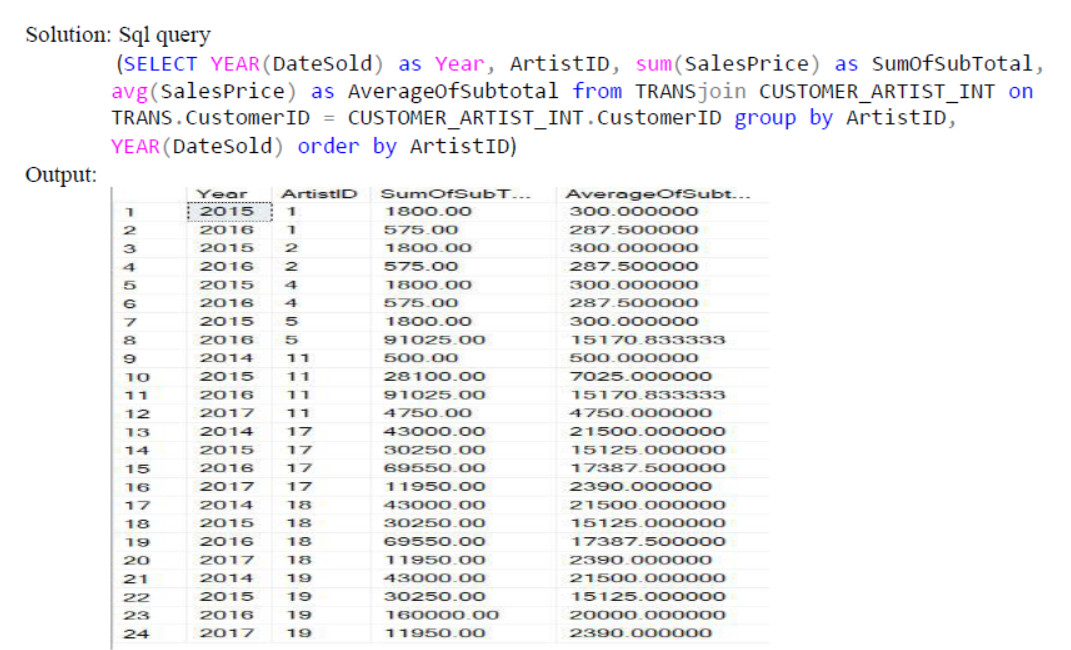 Solution: Sql query
(SELECT YEAR(DateSold) as Year, ArtistID, sum(SalesPrice) as SumOfSubTotal,
avg(SalesPrice) as AverageOfSubtotal from TRANSjoin CUSTOMER_ARTIST_INT on
TRANS.CustomerID = CUSTOMER_ARTIST_INT.CustomerID group by ArtistID,
YEAR(DateSold) order by ArtistID)
Output:
Year ArtistID SumOfSubT... AverageOfSubt...
1 2015 1 1800.00 300.000000
2 2016 1 575.00 287.500000
3 2015 2 1800.00 300.000000
4 2016 2 575.00 287.500000
5 2015 4 1800.00 300.000000
6 2016 4 575.00 287.500000
7 2015 5 1800.00 300.000000
8 2016 5 91025.00 15170.833333
9 2014 11 500.00 500.000000
10 2015 11 28100.00 7025.000000
11 2016 11 91025.00 15170.833333
12 2017 11 4750.00 4750.000000
13 2014 17 43000.00 21500.000000
14 2015 17 30250.00 15125.000000
15 2016 17 69550.00 17387.500000
16 2017 17 11950.00 2390.000000
17 2014 18 43000.00 21500.000000
18 2015 18 30250.00 15125.000000
19 2016 18 69550.00 17387.500000
20 2017 18 11950.00 2390.000000
21 2014 19 43000.00 21500.000000
22 2015 19 30250.00 15125.000000
23 2016 19 160000.00 20000.000000
24 2017 19 11950.00 2390.000000